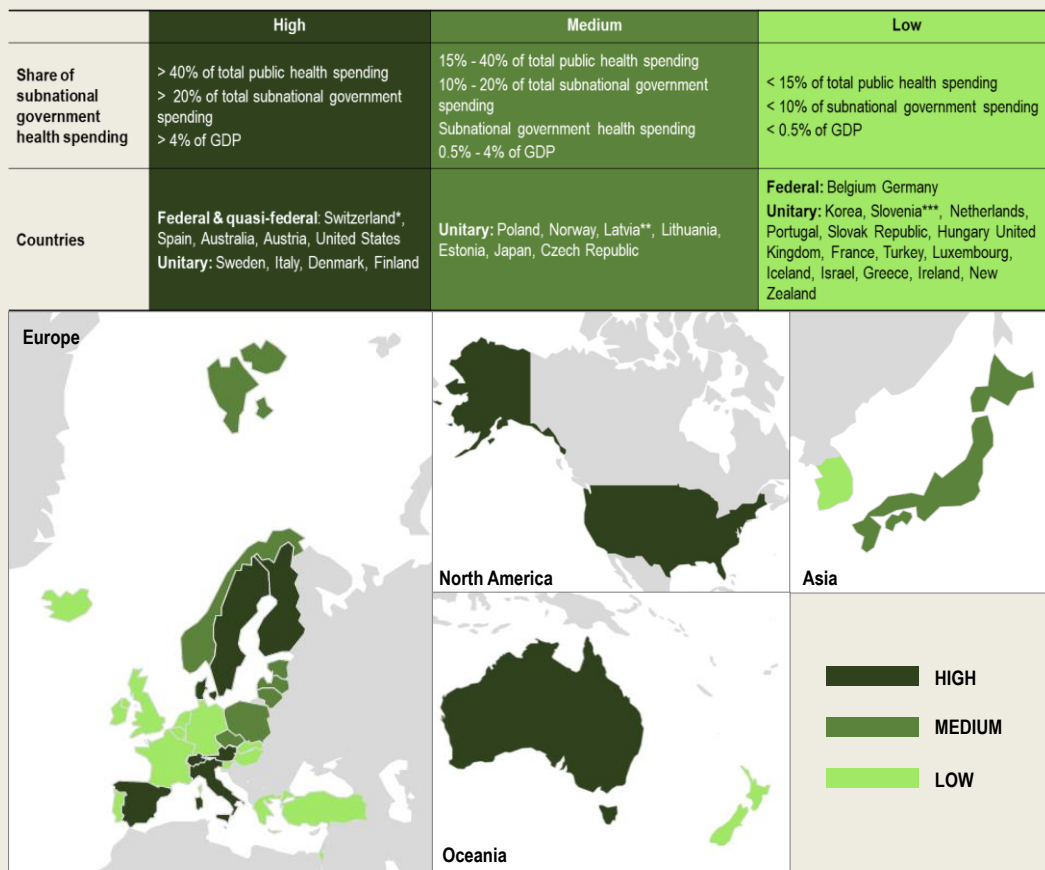 High
Medium
Low
Share of
subnational
government
health spending
> 40% of total public health spending
> 20% of total subnational government
spending
> 4% of GDP
15% - 40% of total public health spending
10% - 20% of total subnational government
spending
Subnational government health spending
0.5% - 4% of GDP
< 15% of total public health spending
< 10% of subnational government spending
< 0.5% of GDP
Countries
Federal & quasi-federal: Switzerland*,
Spain, Australia, Austria, United States
Unitary: Sweden, Italy, Denmark, Finland
Unitary: Poland, Norway, Latvia**, Lithuania,
Estonia, Japan, Czech Republic
Federal: Belgium Germany
Unitary: Korea, Slovenia***, Netherlands,
Portugal, Slovak Republic, Hungary United
Kingdom, France, Turkey, Luxembourg,
Iceland, Israel, Greece, Ireland, New
Zealand
Europe
North America
Asia
Oceania
HIGH
MEDIUM
LOW